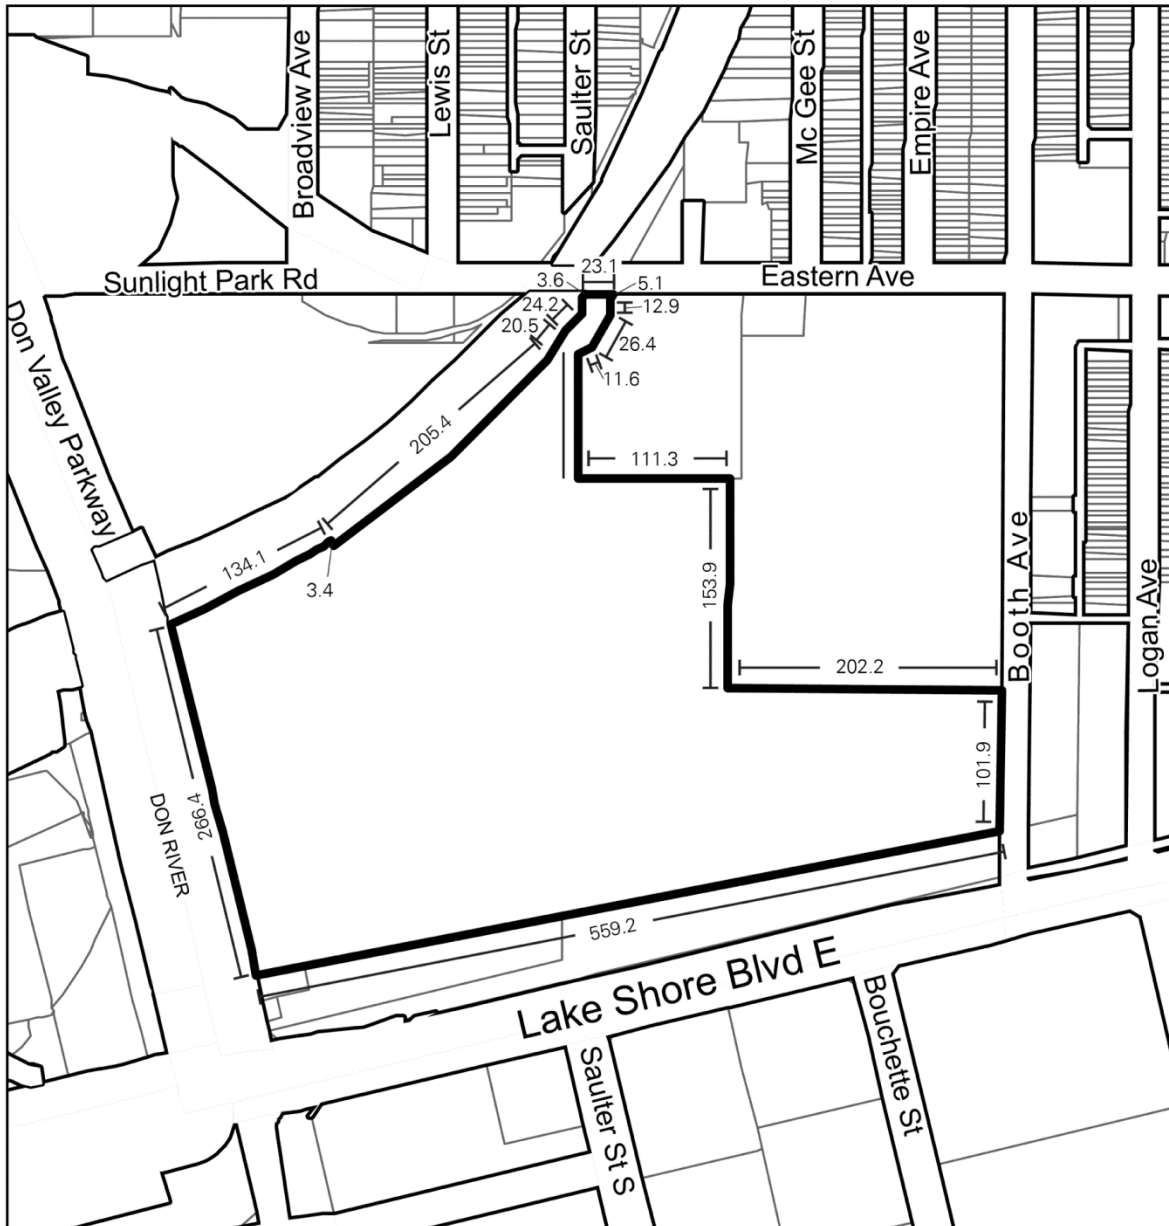 Broadview Ave
Lewis St
Saulter St
Mc Gee St
Empire Ave
Sunlight Park Rd
Eastern Ave
23.1
3.6
5.1
24.2
12.9
20.5
26.4
11.6
Don Valley Parkway
205.4
111.3
134.1
3.4
153.9
Booth Ave
Logan Ave
202.2
101.9
266.4
DON RIVER
559.2
Lake Shore Blvd E
Bouchette St
Saulter St S